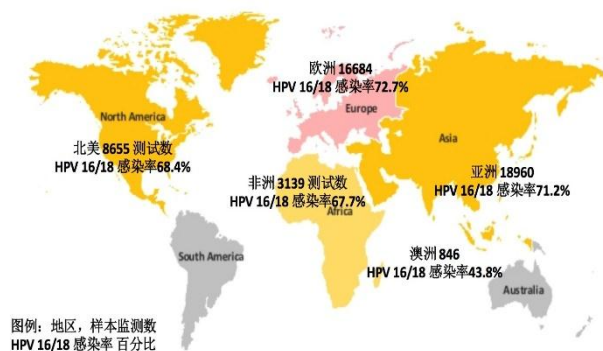 欧洲 16684
HPV 16/18 感染率72.7%
Europe
North America
北美 8655 测试数
HPV 16/18 感染率68.4%
Asia
亚洲 18960
HPV 16/18 感染率71.2%
非洲 3139 测试数
HPV 16/18 感染率67.7%
Africa
South America
澳洲 846
HPV 16/18 感染率43.8%
Australia
图例：地区，样本监测数
HPV 16/18 感染率 百分比